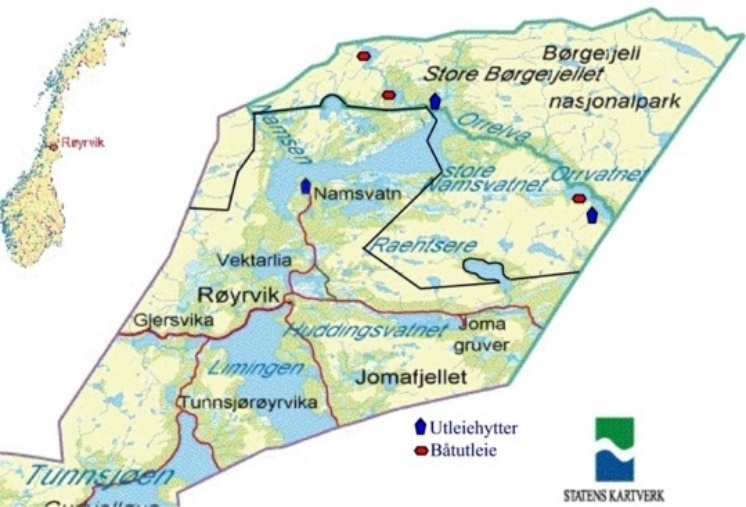 Børgefjell
Store Børgefjellet
nasjonalpark
Orrelva
Namsen
Røyrvik
store
Namsvatnet
Orrvatnet
Namsvatn
Raentsere
Vektarlia
Røyrvik
Gjersvika
Huddingsvatnet
Joma
gruver
Limingen
Jomafjellet
Tunnsjørøyrvika
Utleiehytter
Båtutleie
Tunnsjøen
STATENS KARTVERK